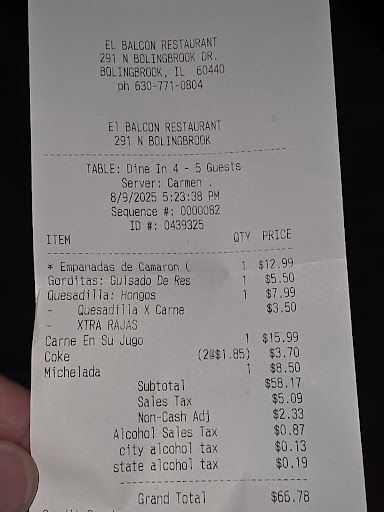 EL BALCON RESTAURANT
291 N BOLINGBROOK DR.
BOLINGBROOK, IL 60440
ph 630-771-0804
El BALCON RESTAURANT
291 N BOLINGBROOK
TABLE: Dine In 4 - 5 Guests
Server: Carmen .
8/9/2025 5:23:38 PM
Sequence #: 0000082
ID #: 0439325
ITEM QTY PRICE
* Empanadas de Camaron ( 1 $12.99
Gorditas: Guisado De Res 1 $5.50
Quesadilla: Hongos 1 $7.99
- Quesadilla X Carne $3.50
- XTRA RAJAS
Carne En Su Jugo 1 $15.99
Coke (2@$1.85) $3.70
Michelada 1 $8.50
Subtotal $58.17
Sales Tax $5.09
Non-Cash Adj $2.33
Alcohol Sales Tax $0.87
city alcohol tax $0.13
state alcohol tax $0.19
Grand Total $66.78